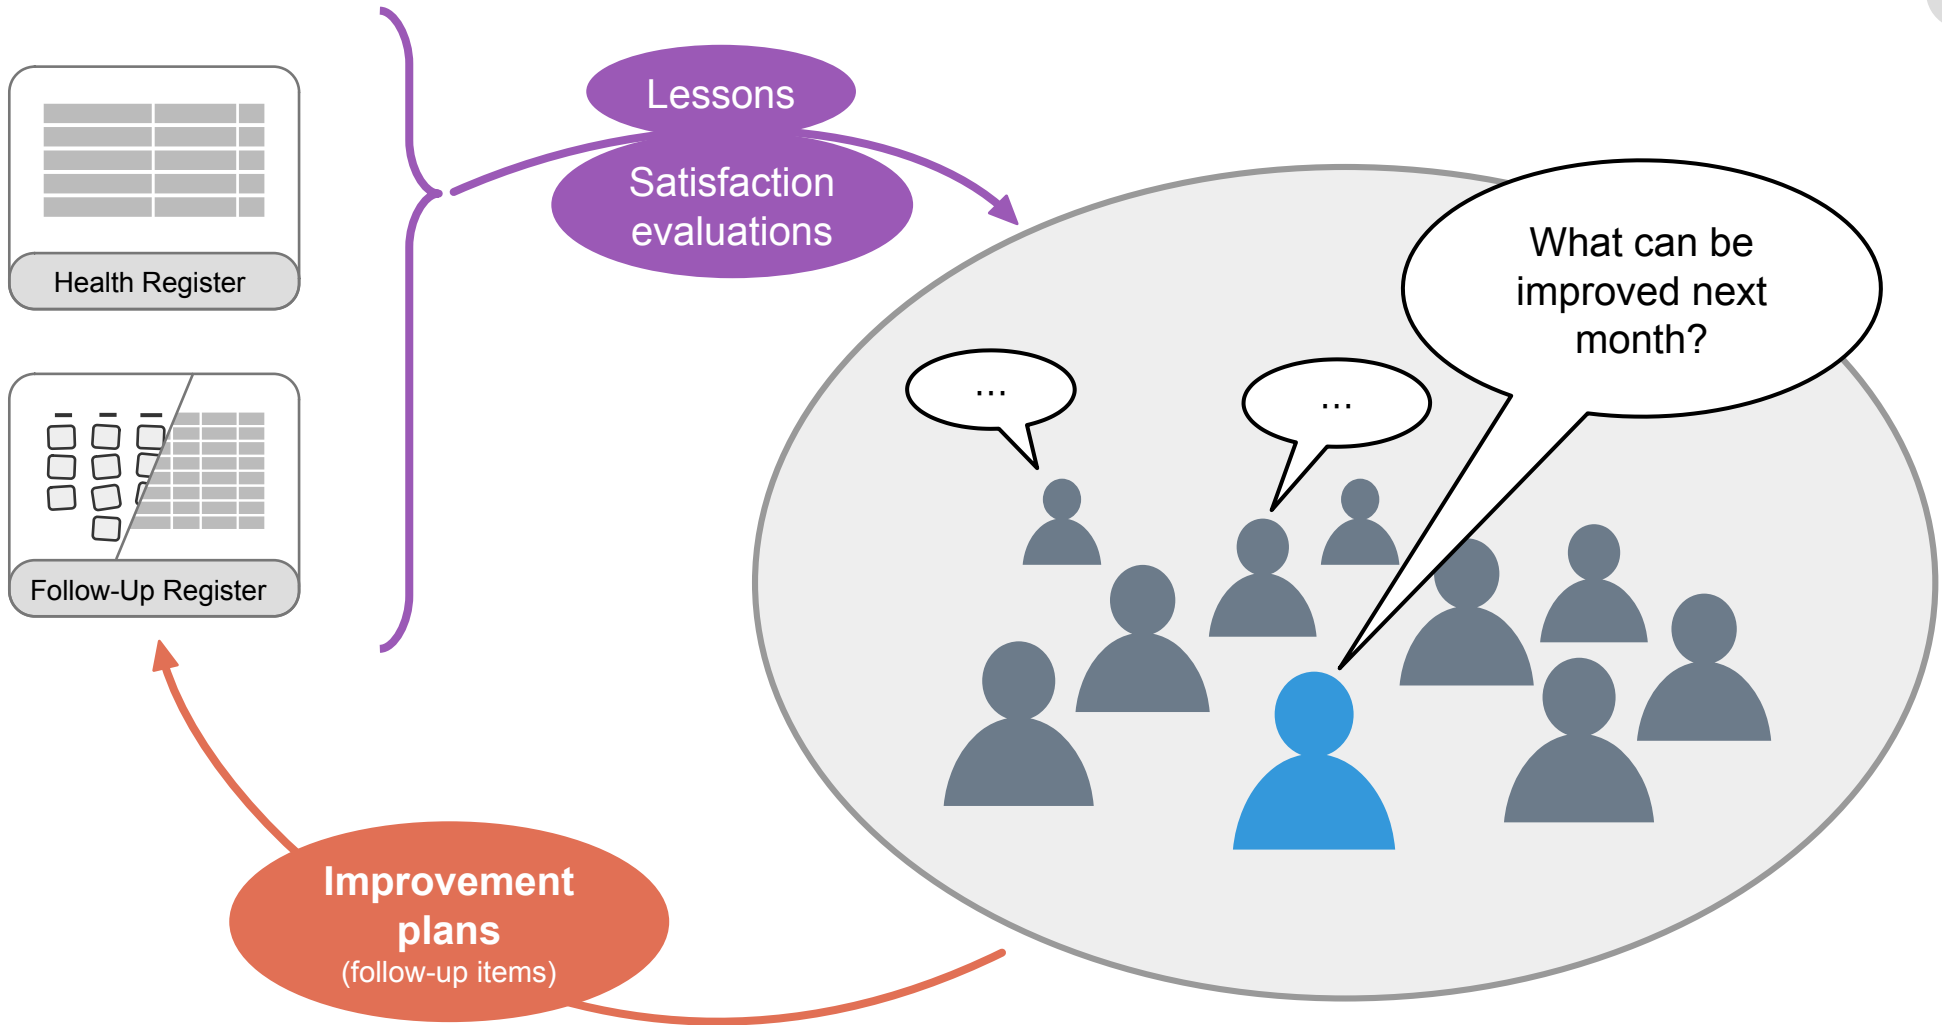 Health Register
Follow-Up Register
Lessons
Satisfaction
evaluations
What can be
improved next
month?
...
...
Improvement
plans
(follow-up items)